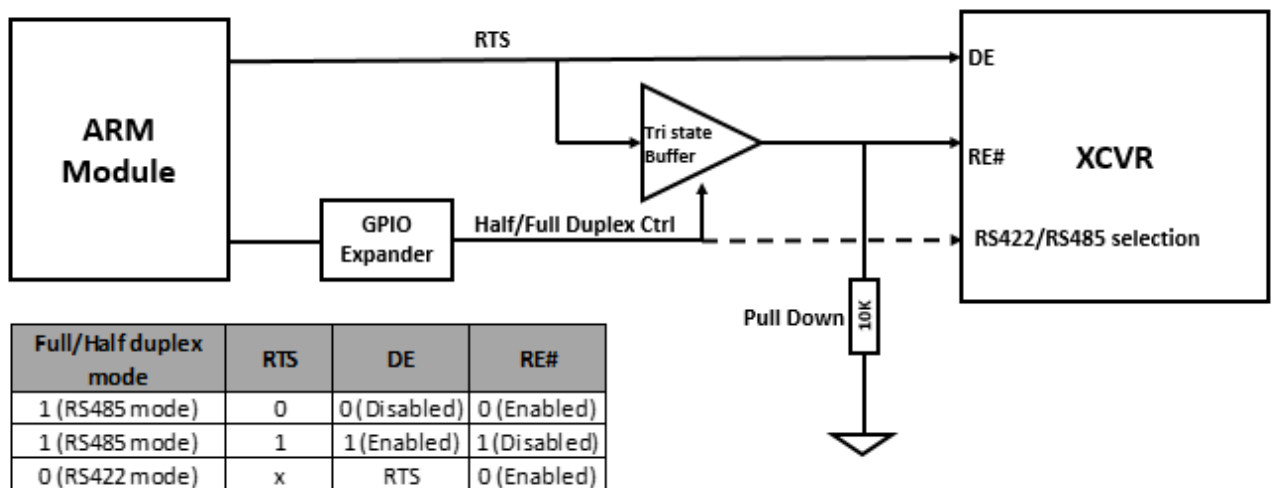 RTS
DE
ARM
Module
Tri state
Buffer
RE#
XCVR
GPIO
Expander
Half/Full Duplex Ctrl
RS422/RS485 selection
Pull Down
10K
Full/Half duplex
mode
RTS
DE
RE#
1 (RS485 mode) 0 0 (Disabled) 0 (Enabled)
1 (RS485 mode) 1 1 (Enabled) 1 (Disabled)
0 (RS422 mode) x RTS 0 (Enabled)